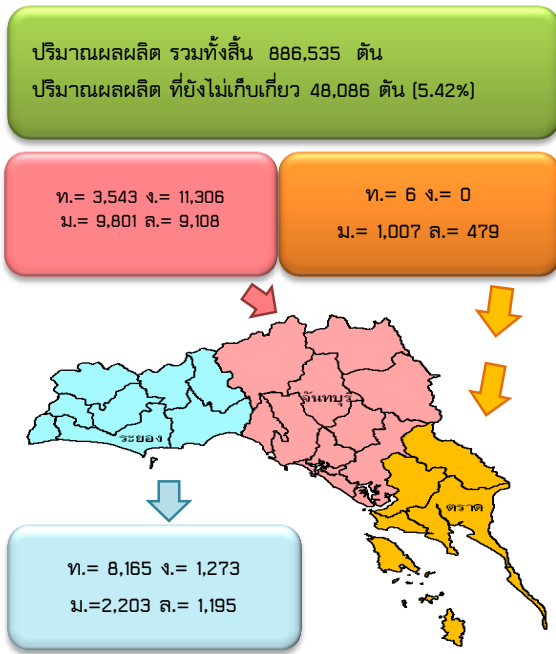 ปริมาณผลผลิต รวมทั้งสิ้น 886,535 ตัน
ปริมาณผลผลิต ที่ยังไม่เก็บเกี่ยว 48,086 ตัน (5.42%)
ท.= 3,543 ง.= 11,306
ม.= 9,801 ล.= 9,108
ท.= 6 ง.= 0
ม.= 1,007 ล.= 479
จันทบุรี
ระยอง
ตราด
ท.= 8,165 ง.= 1,273
ม.=2,203 ล.= 1,195